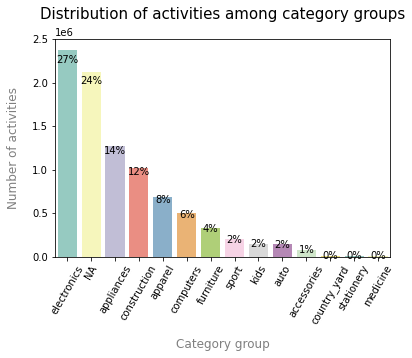 Distribution of activities among category groups
1e6
2.5
2.0
1.5
1.0
0.5
0.0
Number of activities
27%
24%
14%
12%
8%
6%
4%
2%
2%
2%
1%
0%
0%
0%
electronics
NA
appliances
construction
apparel
computers
furniture
sport
kids
auto
accessories
country_yard
stationery
medicine
Category group